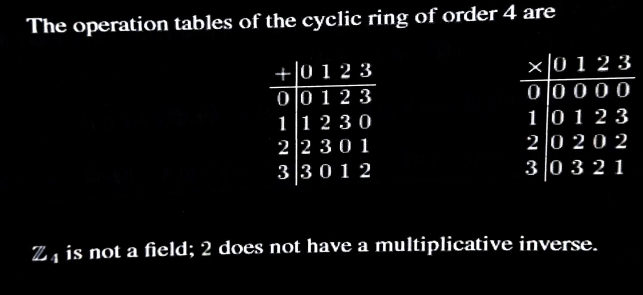 The operation tables of the cyclic ring of order 4 are
+|0 1 2 3 ×|0 1 2 3
0|0 1 2 3 0|0 0 0 0
1|1 2 3 0 1|0 1 2 3
2|2 3 0 1 2|0 2 0 2
3|3 0 1 2 3|0 3 2 1
ℤ₄ is not a field; 2 does not have a multiplicative inverse.